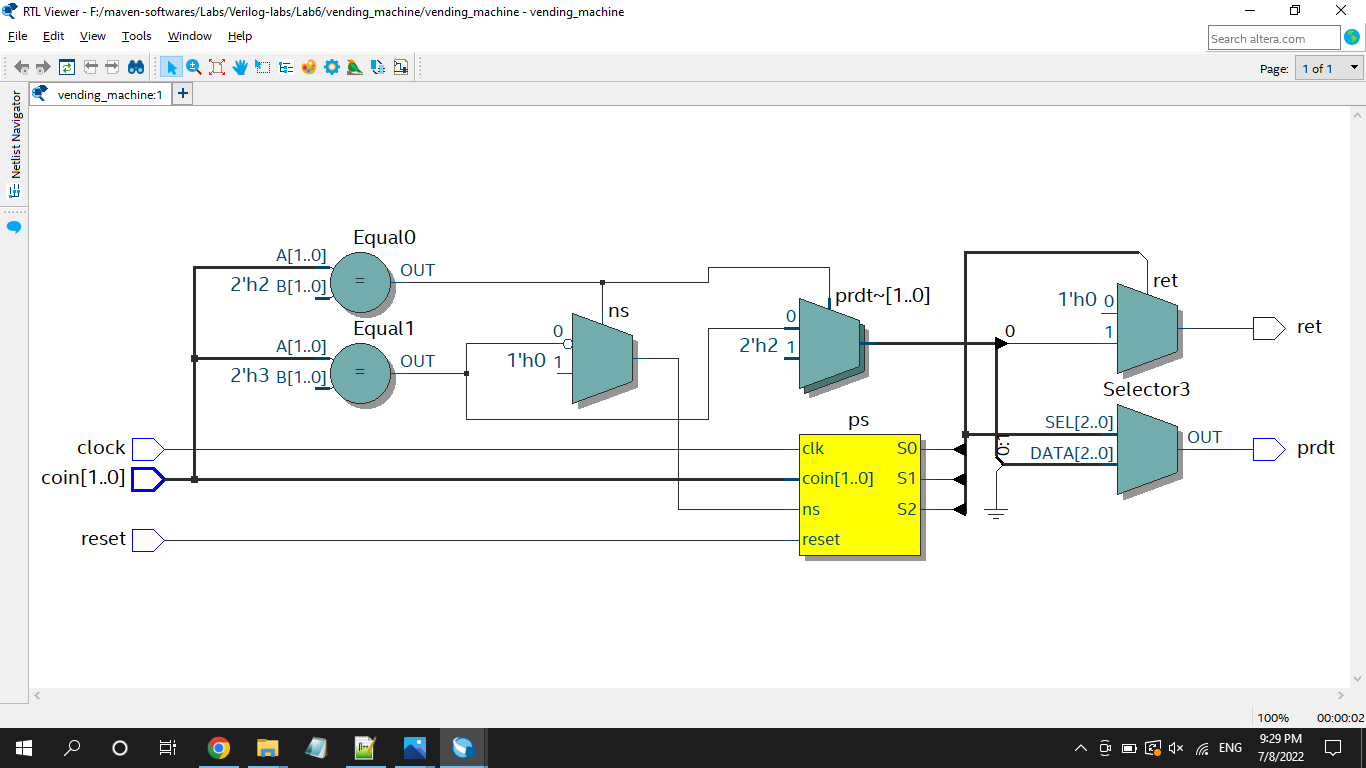 RTL Viewer - F:/maven-softwares/Labs/Verilog-labs/Lab6/vending_machine/vending_machine - vending_machine
File Edit View Tools Window Help
Search altera.com
Page: 1 of 1
vending_machine:1
Netlist Navigator
Equal0
A[1..0]
2'h2 B[1..0]
=
OUT
Equal1
A[1..0]
2'h3 B[1..0]
=
OUT
ns
0
1'h0 1
prdt~[1..0]
0
2'h2 1
0
ret
1'h0 0
1
ret
Selector3
SEL[2..0]
DATA[2..0]
OUT
prdt
ps
clk S0
coin[1..0] S1
ns S2
reset
clock
coin[1..0]
reset
100% 00:00:02
ENG
9:29 PM
7/8/2022